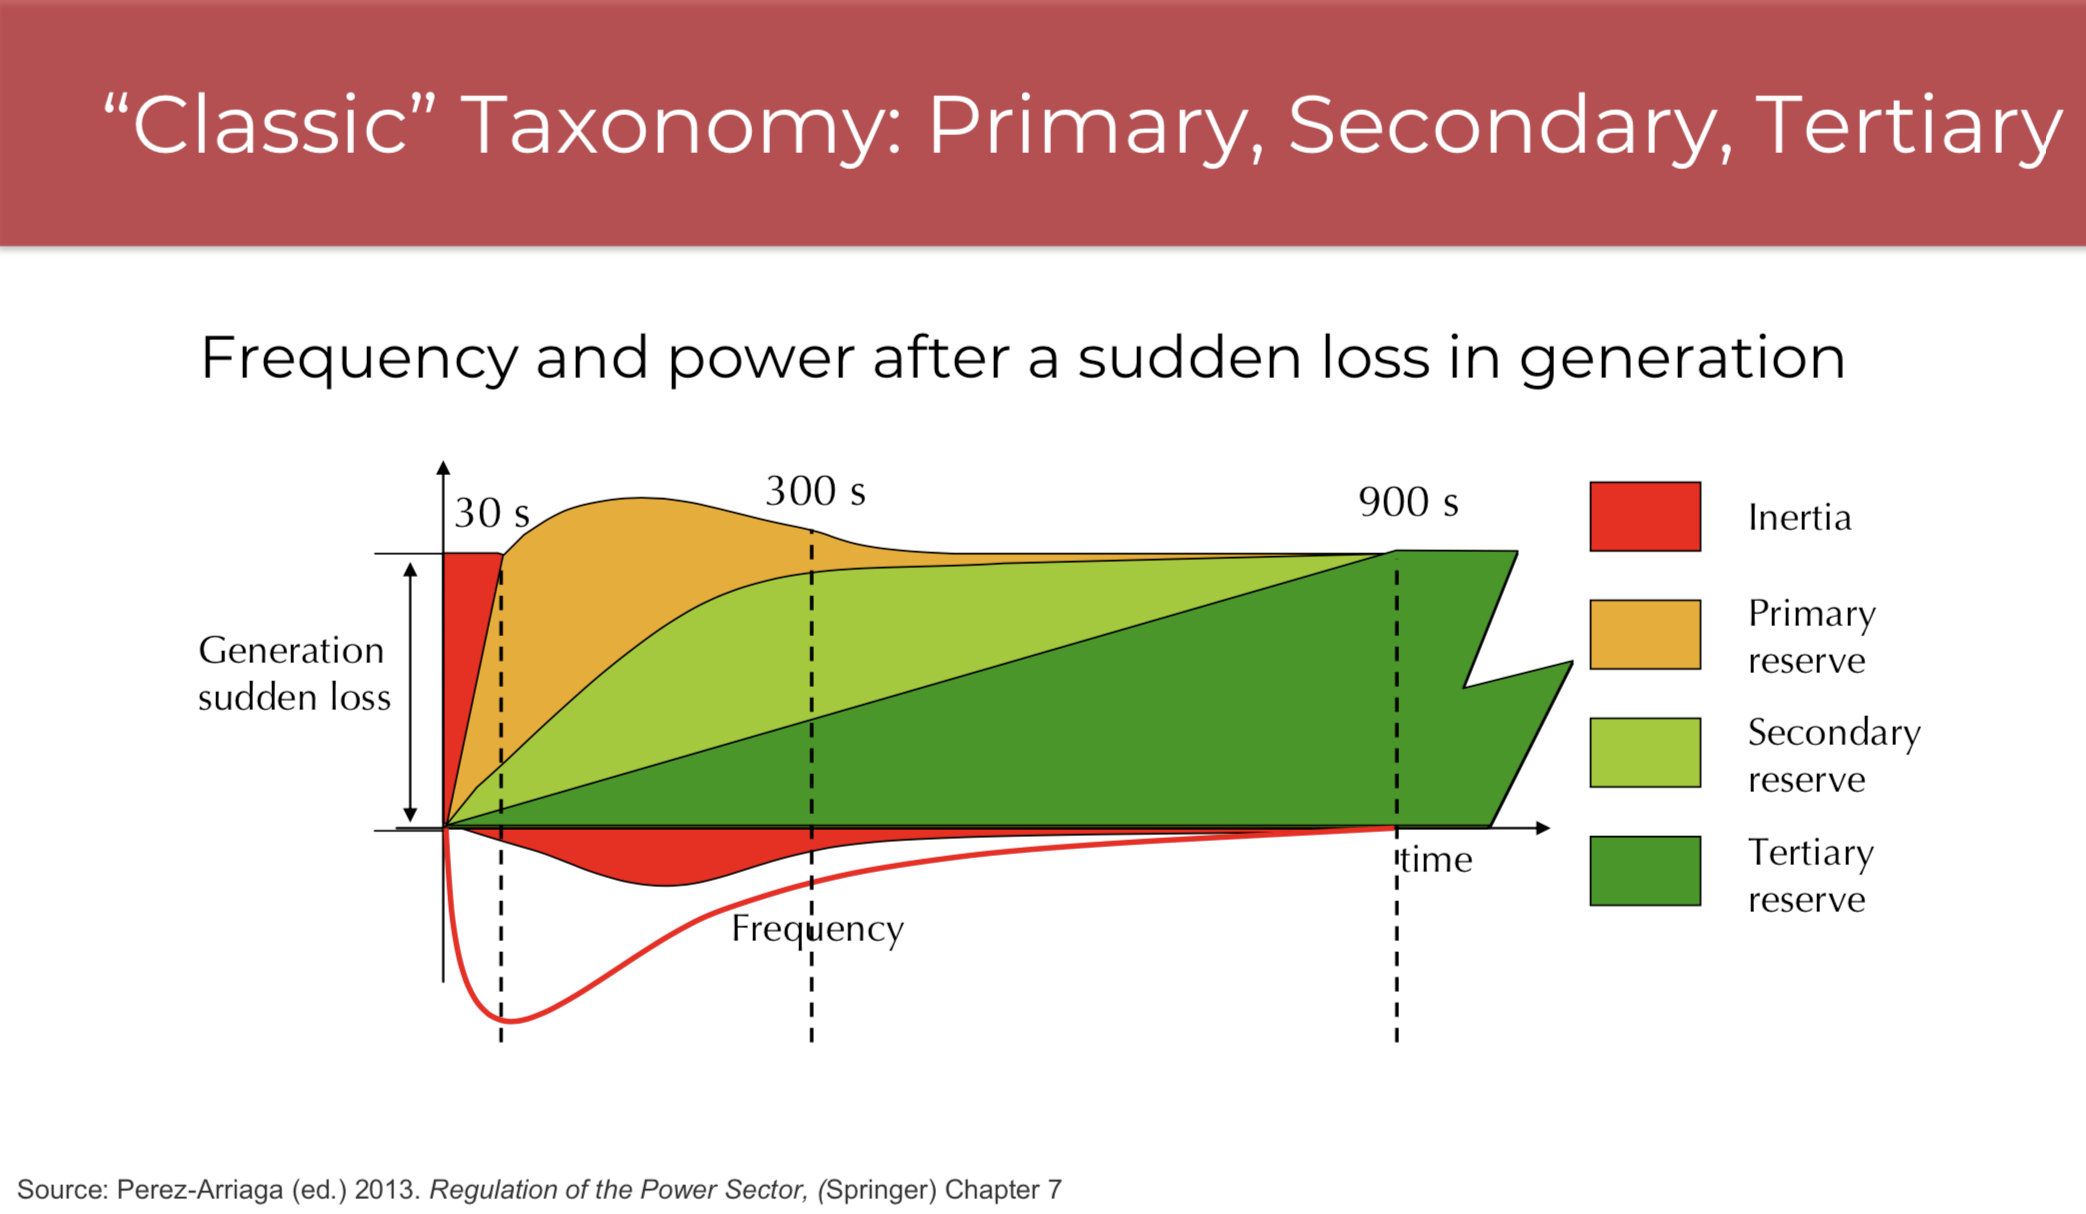 “Classic” Taxonomy: Primary, Secondary, Tertiary
Frequency and power after a sudden loss in generation
30 s
300 s
900 s
Generation
sudden loss
time
Frequency
Inertia
Primary
reserve
Secondary
reserve
Tertiary
reserve
Source: Perez-Arriaga (ed.) 2013. Regulation of the Power Sector, (Springer) Chapter 7